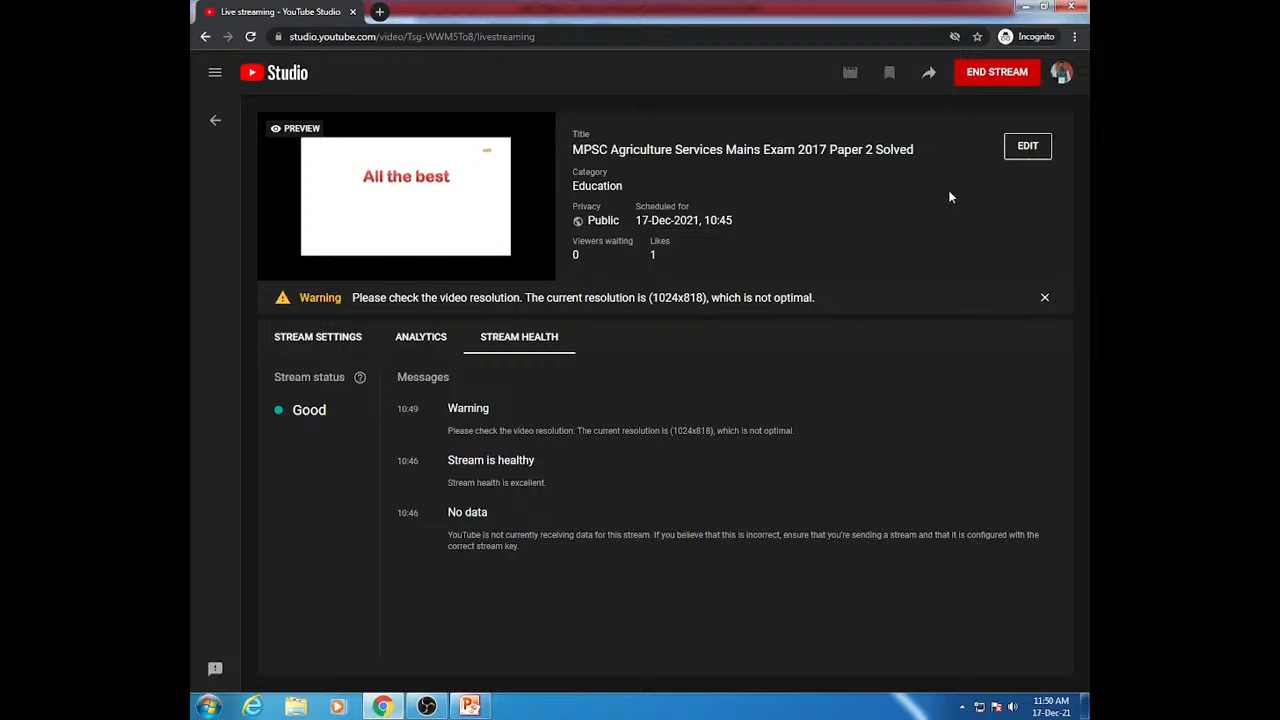 Live streaming - YouTube Studio
studio.youtube.com/video/Tsg-WWM5To8/livestreaming
Incognito
Studio
END STREAM
PREVIEW
All the best
Title
MPSC Agriculture Services Mains Exam 2017 Paper 2 Solved
EDIT
Category
Education
Privacy Scheduled for
Public 17-Dec-2021, 10:45
Viewers waiting Likes
0 1
Warning Please check the video resolution. The current resolution is (1024x818), which is not optimal.
STREAM SETTINGS ANALYTICS STREAM HEALTH
Stream status Messages
Good
10:49 Warning
Please check the video resolution. The current resolution is (1024x818), which is not optimal.
10:46 Stream is healthy
Stream health is excellent.
10:46 No data
YouTube is not currently receiving data for this stream. If you believe that this is incorrect, ensure that you're sending a stream and that it is configured with the
correct stream key.
11:50 AM
17-Dec-21